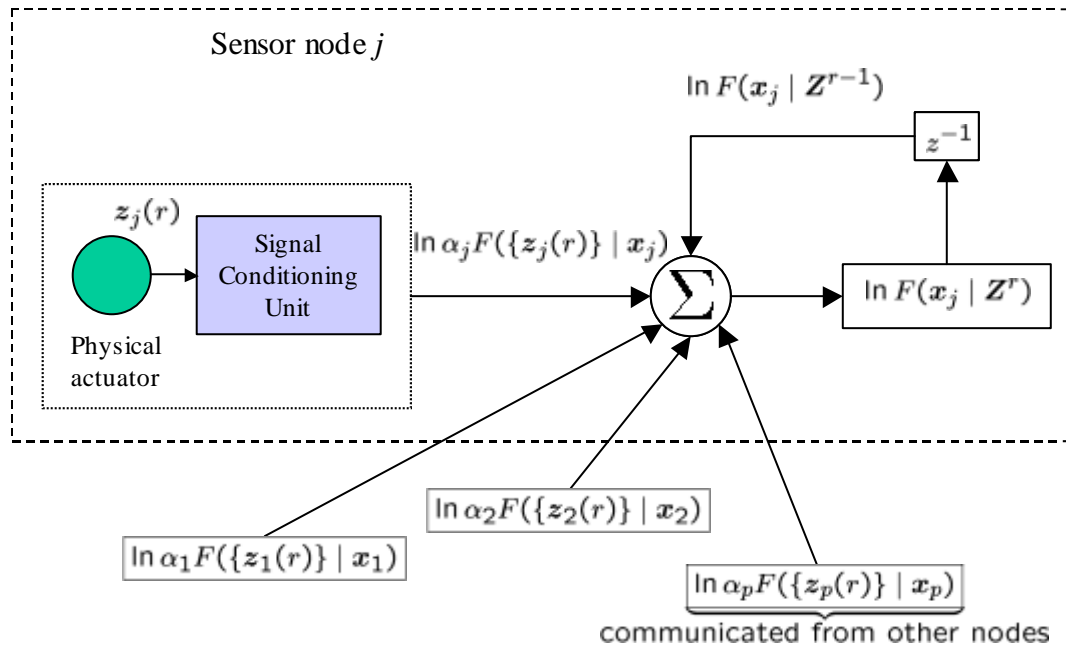 Sensor node j
ln F(x_j | Z^{r−1})
z^{−1}
z_j(r)
Signal
Conditioning
Unit
ln α_j F({z_j(r)} | x_j)
Σ
ln F(x_j | Z^r)
Physical
actuator
ln α_2 F({z_2(r)} | x_2)
ln α_1 F({z_1(r)} | x_1)
ln α_p F({z_p(r)} | x_p)
communicated from other nodes